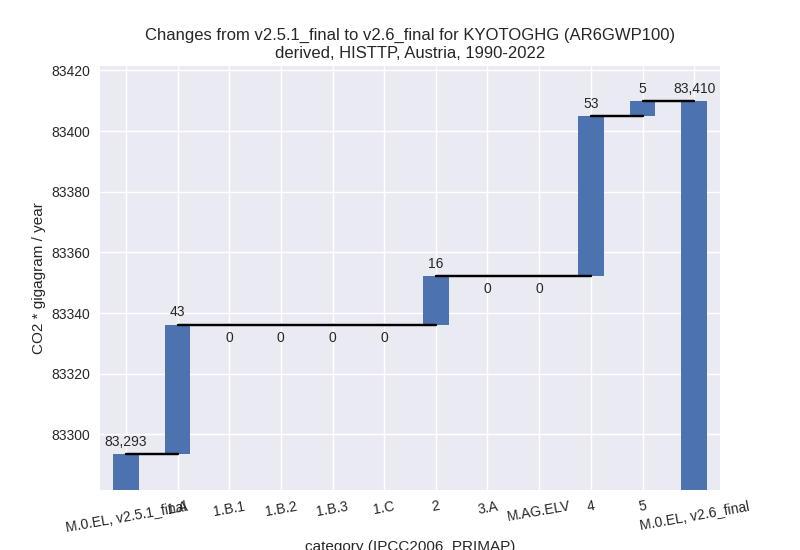 Changes from v2.5.1_final to v2.6_final for KYOTOGHG (AR6GWP100)
derived, HISTTP, Austria, 1990-2022
83420
83400
83380
83360
83340
83320
83300
CO2 * gigagram / year
83,293
43
0
0
0
0
16
0
0
53
5
83,410
M.0.EL, v2.5.1_final
1.A
1.B.1
1.B.2
1.B.3
1.C
2
3.A
M.AG.ELV
4
5
M.0.EL, v2.6_final
category (IPCC2006_PRIMAP)